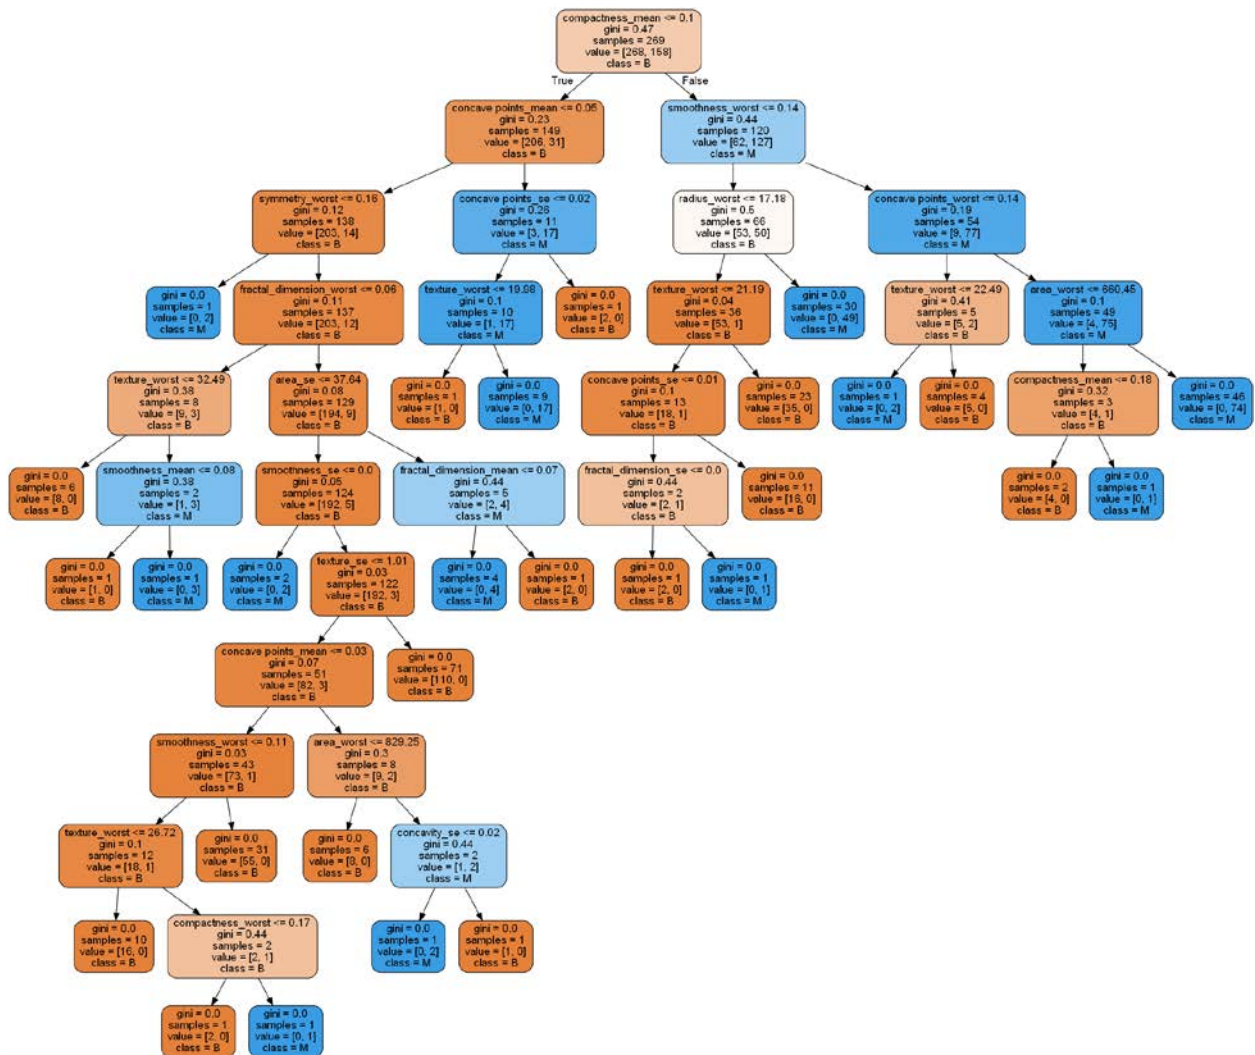 compactness_mean <= 0.1
gini = 0.47
samples = 269
value = [268, 158]
class = B
True
False
concave points_mean <= 0.05
gini = 0.23
samples = 149
value = [206, 31]
class = B
smoothness_worst <= 0.14
gini = 0.44
samples = 120
value = [62, 127]
class = M
symmetry_worst <= 0.16
gini = 0.12
samples = 138
value = [203, 14]
class = B
concave points_se <= 0.02
gini = 0.26
samples = 11
value = [3, 17]
class = M
radius_worst <= 17.18
gini = 0.5
samples = 66
value = [53, 50]
class = B
concave points_worst <= 0.14
gini = 0.19
samples = 54
value = [9, 77]
class = M
gini = 0.0
samples = 1
value = [0, 2]
class = M
fractal_dimension_worst <= 0.06
gini = 0.11
samples = 137
value = [203, 12]
class = B
texture_worst <= 19.98
gini = 0.1
samples = 10
value = [1, 17]
class = M
gini = 0.0
samples = 1
value = [2, 0]
class = B
texture_worst <= 21.19
gini = 0.04
samples = 36
value = [53, 1]
class = B
gini = 0.0
samples = 30
value = [0, 49]
class = M
texture_worst <= 22.49
gini = 0.41
samples = 5
value = [5, 2]
class = B
area_worst <= 660.45
gini = 0.1
samples = 49
value = [4, 75]
class = M
texture_worst <= 32.49
gini = 0.38
samples = 8
value = [9, 3]
class = B
area_se <= 37.64
gini = 0.08
samples = 129
value = [194, 9]
class = B
gini = 0.0
samples = 1
value = [1, 0]
class = B
gini = 0.0
samples = 9
value = [0, 17]
class = M
concave points_se <= 0.01
gini = 0.1
samples = 13
value = [18, 1]
class = B
gini = 0.0
samples = 23
value = [35, 0]
class = B
gini = 0.0
samples = 1
value = [0, 2]
class = M
gini = 0.0
samples = 4
value = [5, 0]
class = B
compactness_mean <= 0.18
gini = 0.32
samples = 3
value = [4, 1]
class = B
gini = 0.0
samples = 46
value = [0, 74]
class = M
gini = 0.0
samples = 6
value = [8, 0]
class = B
smoothness_mean <= 0.08
gini = 0.38
samples = 2
value = [1, 3]
class = M
smoothness_se <= 0.0
gini = 0.05
samples = 124
value = [192, 5]
class = B
fractal_dimension_mean <= 0.07
gini = 0.44
samples = 5
value = [2, 4]
class = M
fractal_dimension_se <= 0.0
gini = 0.44
samples = 2
value = [2, 1]
class = B
gini = 0.0
samples = 11
value = [16, 0]
class = B
gini = 0.0
samples = 2
value = [4, 0]
class = B
gini = 0.0
samples = 1
value = [0, 1]
class = M
gini = 0.0
samples = 1
value = [1, 0]
class = B
gini = 0.0
samples = 1
value = [0, 3]
class = M
gini = 0.0
samples = 2
value = [0, 2]
class = M
texture_se <= 1.01
gini = 0.03
samples = 122
value = [192, 3]
class = B
gini = 0.0
samples = 4
value = [0, 4]
class = M
gini = 0.0
samples = 1
value = [2, 0]
class = B
gini = 0.0
samples = 1
value = [2, 0]
class = B
gini = 0.0
samples = 1
value = [0, 1]
class = M
concave points_mean <= 0.03
gini = 0.07
samples = 51
value = [82, 3]
class = B
gini = 0.0
samples = 71
value = [110, 0]
class = B
smoothness_worst <= 0.11
gini = 0.03
samples = 43
value = [73, 1]
class = B
area_worst <= 829.25
gini = 0.3
samples = 8
value = [9, 2]
class = B
texture_worst <= 26.72
gini = 0.1
samples = 12
value = [18, 1]
class = B
gini = 0.0
samples = 31
value = [55, 0]
class = B
gini = 0.0
samples = 6
value = [8, 0]
class = B
concavity_se <= 0.02
gini = 0.44
samples = 2
value = [1, 2]
class = M
gini = 0.0
samples = 10
value = [16, 0]
class = B
compactness_worst <= 0.17
gini = 0.44
samples = 2
value = [2, 1]
class = B
gini = 0.0
samples = 1
value = [0, 2]
class = M
gini = 0.0
samples = 1
value = [1, 0]
class = B
gini = 0.0
samples = 1
value = [2, 0]
class = B
gini = 0.0
samples = 1
value = [0, 1]
class = M